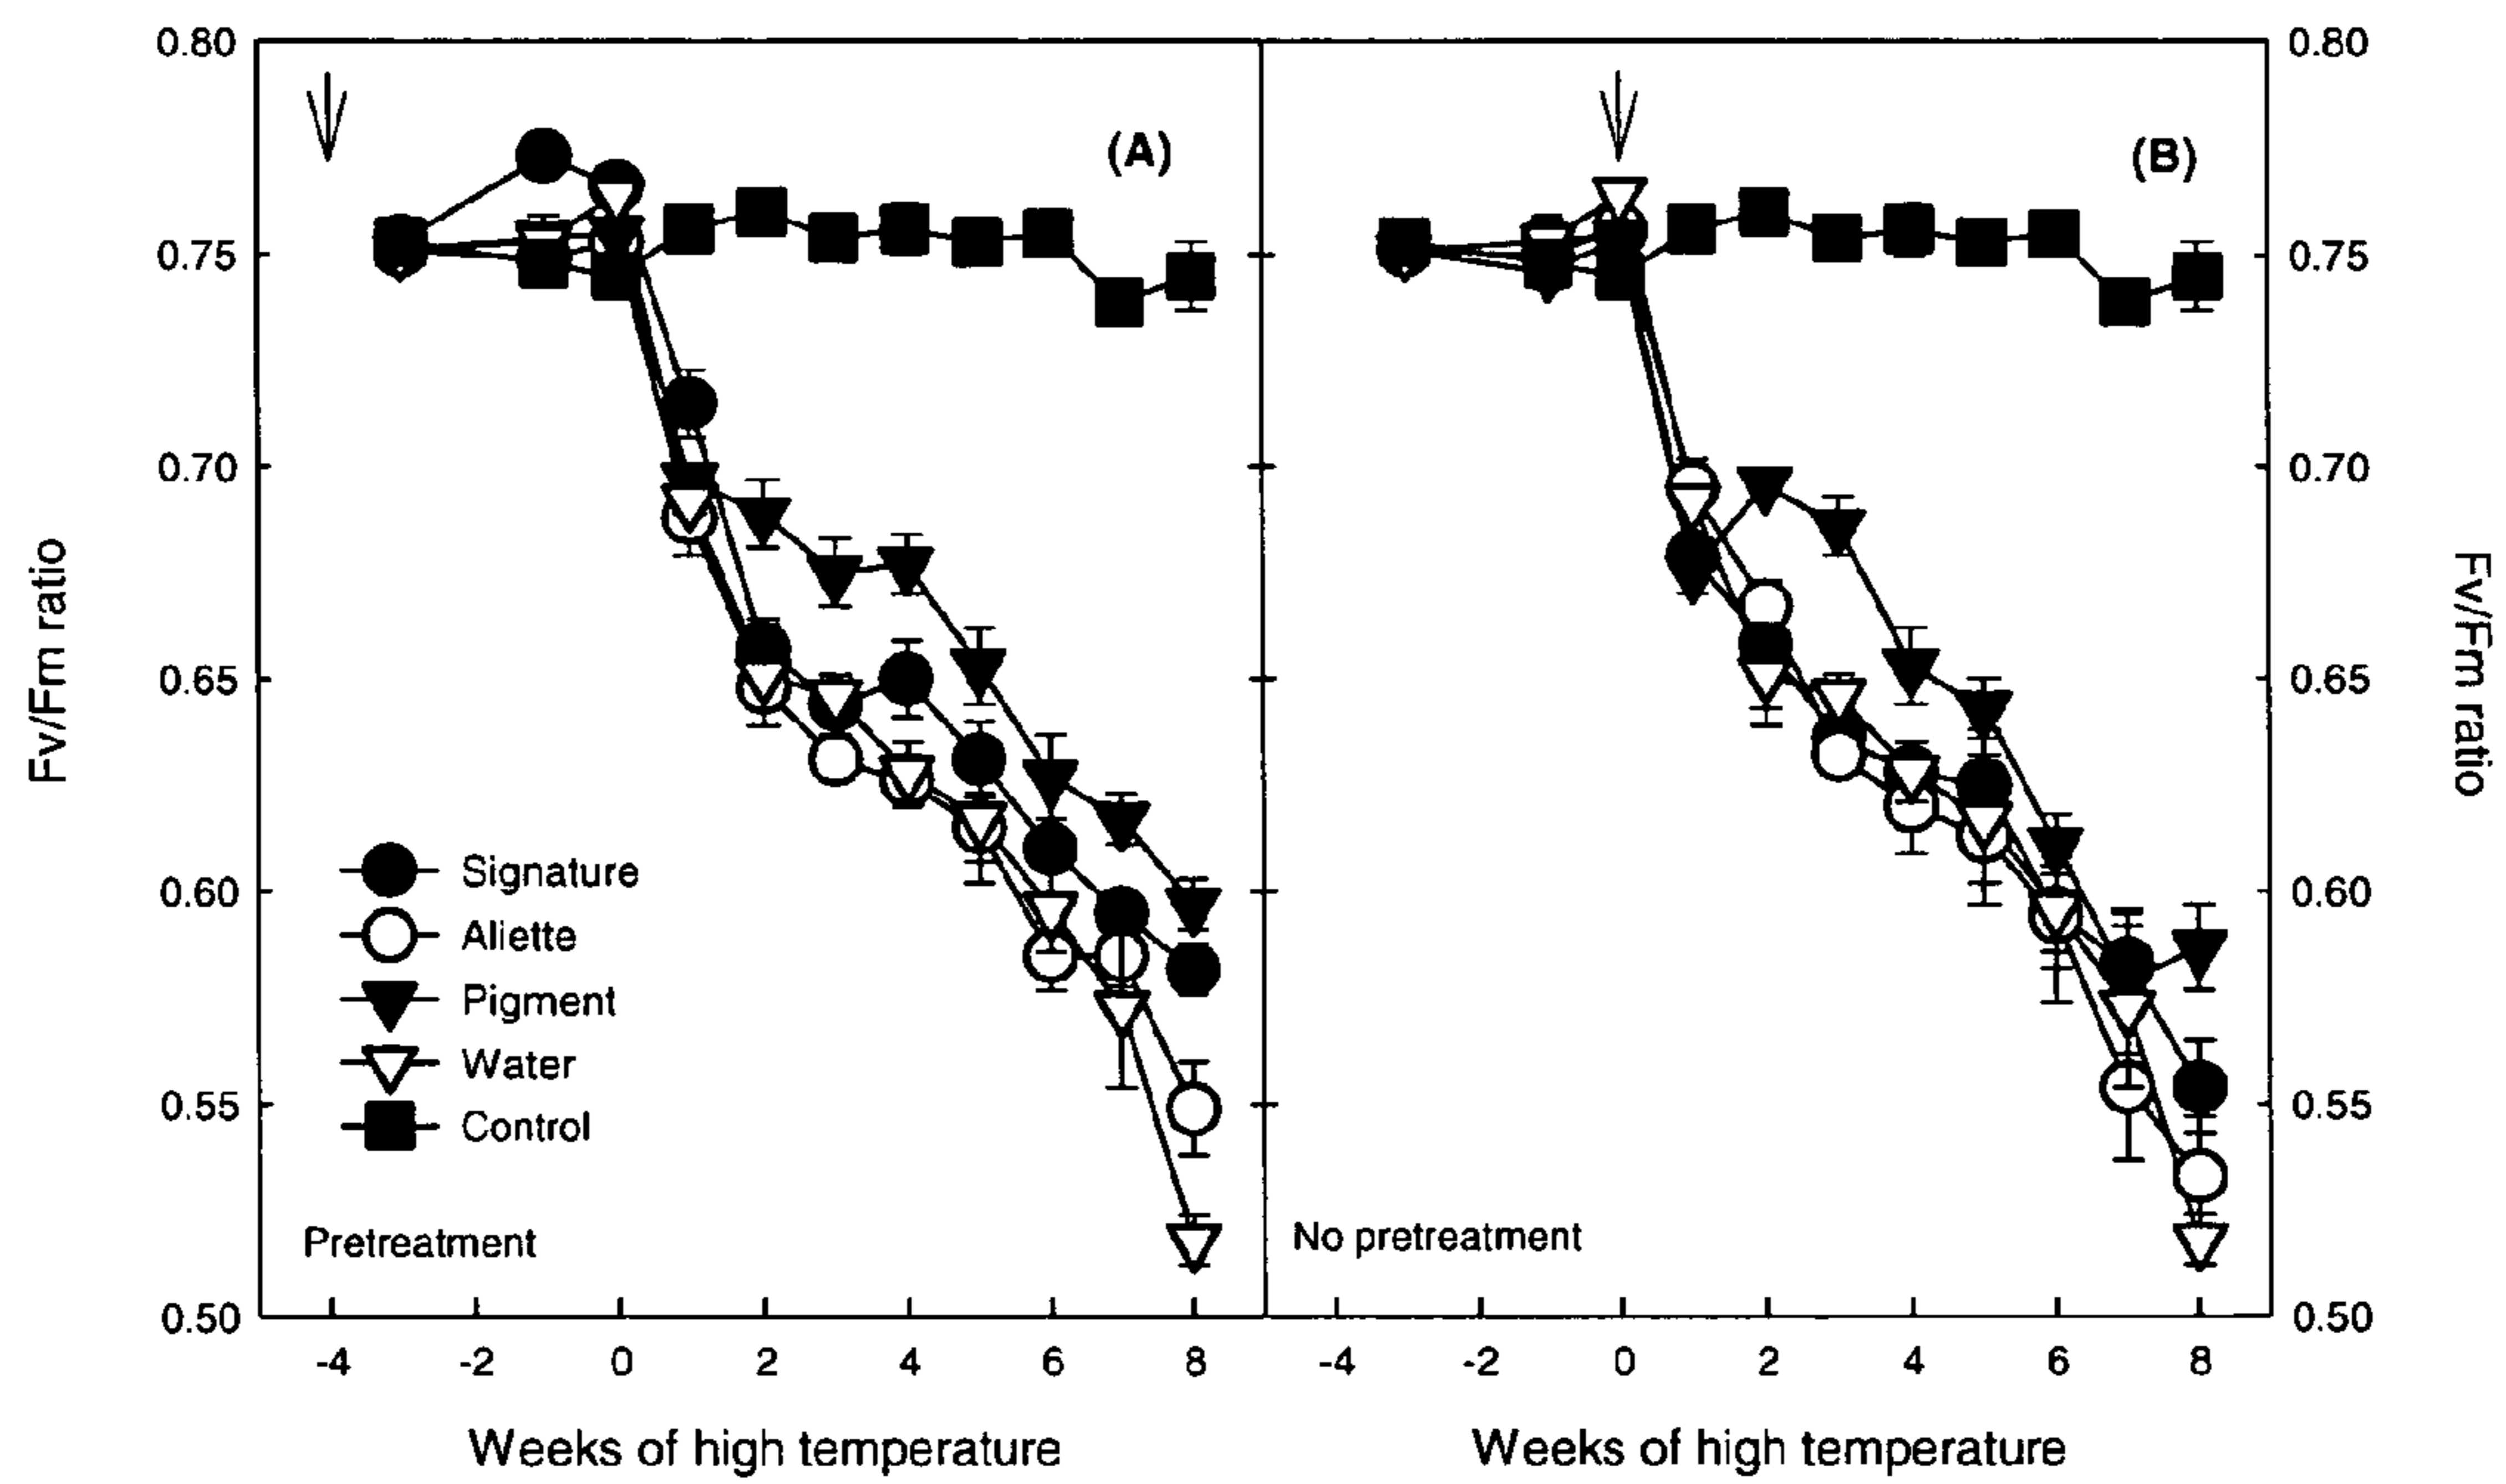 0.80
0.75
0.70
0.65
0.60
0.55
0.50
Fv/Fm ratio
(A)
Signature
Aliette
Pigment
Water
Control
Pretreatment
-4 -2 0 2 4 6 8
Weeks of high temperature
(B)
No pretreatment
-4 -2 0 2 4 6 8
Weeks of high temperature
0.80
0.75
0.70
0.65
0.60
0.55
0.50
Fv/Fm ratio